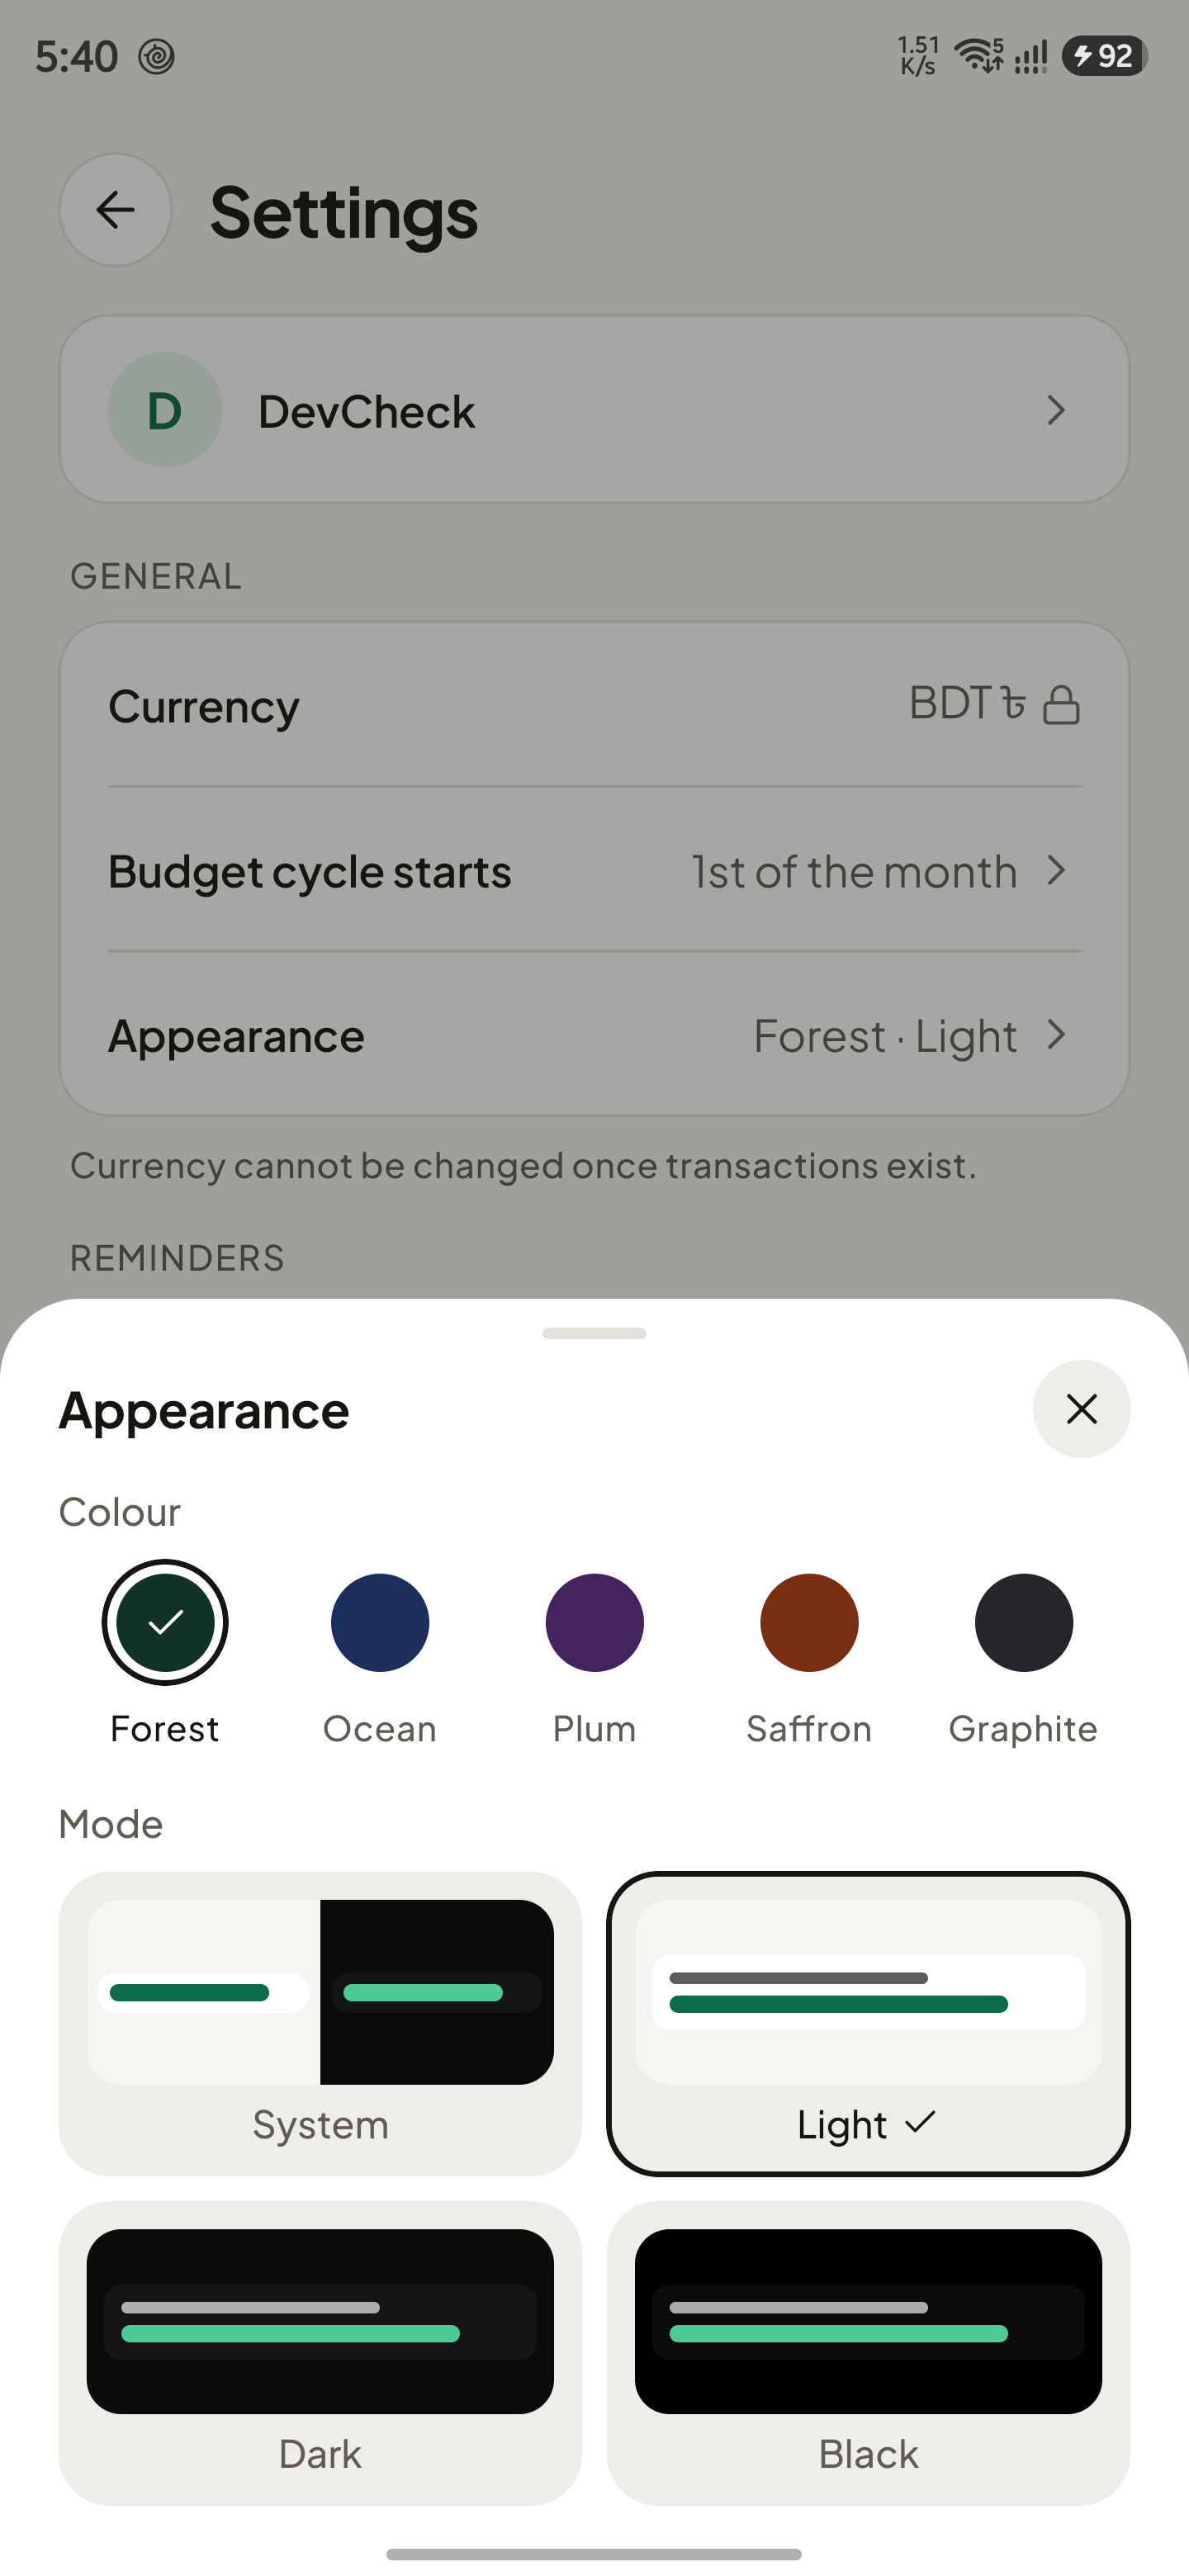 5:40
1.51 K/s
5
92
Settings
D
DevCheck
GENERAL
Currency
BDT ৳
Budget cycle starts
1st of the month
Appearance
Forest · Light
Currency cannot be changed once transactions exist.
REMINDERS
Appearance
Colour
Forest
Ocean
Plum
Saffron
Graphite
Mode
System
Light
Dark
Black